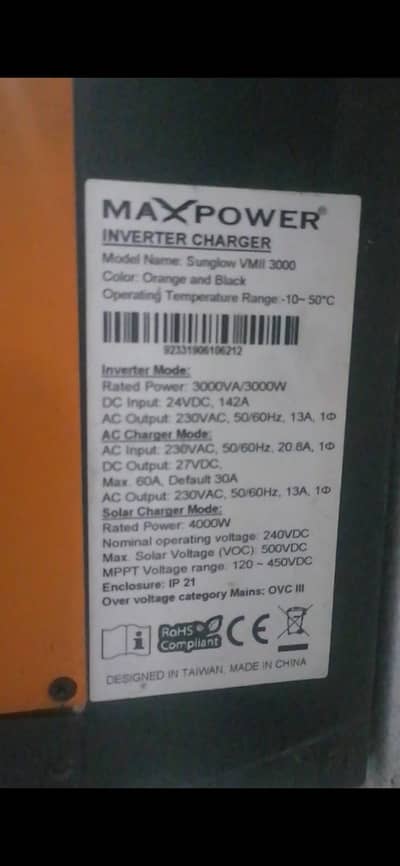 MAXPOWER®
INVERTER CHARGER
Model Name: Sunglow VMII 3000
Color: Orange and Black
Operating Temperature Range:-10~ 50°C
92331906106212
Inverter Mode:
Rated Power: 3000VA/3000W
DC Input: 24VDC, 142A
AC Output: 230VAC, 50/60Hz, 13A, 1Φ
AC Charger Mode:
AC Input: 230VAC, 50/60Hz, 20.8A, 1Φ
DC Output: 27VDC,
Max. 60A, Default 30A
AC Output: 230VAC, 50/60Hz, 13A, 1Φ
Solar Charger Mode:
Rated Power: 4000W
Nominal operating voltage: 240VDC
Max. Solar Voltage (VOC): 500VDC
MPPT Voltage range: 120 ~ 450VDC
Enclosure: IP 21
Over voltage category Mains: OVC III
RoHS
Compliant
CE
DESIGNED IN TAIWAN, MADE IN CHINA